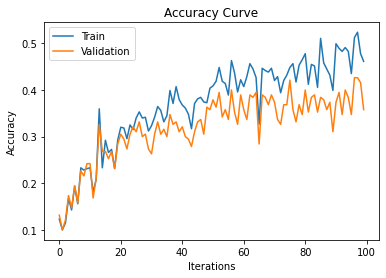 Accuracy Curve
Train
Validation
Accuracy
0.5
0.4
0.3
0.2
0.1
0 20 40 60 80 100
Iterations